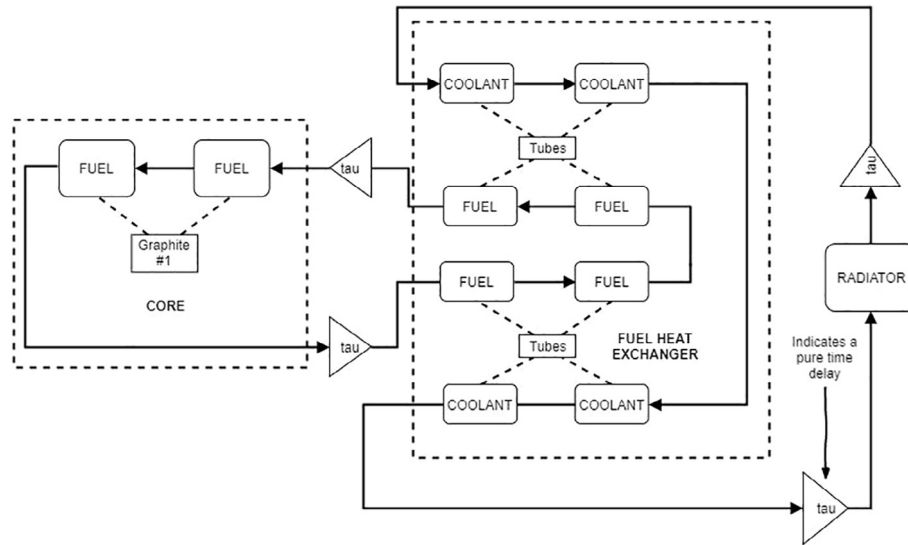 COOLANT
COOLANT
Tubes
FUEL
FUEL
tau
FUEL
FUEL
tau
Graphite
#1
CORE
FUEL
FUEL
tau
RADIATOR
Tubes
FUEL HEAT
EXCHANGER
Indicates a
pure time
delay
COOLANT
COOLANT
tau